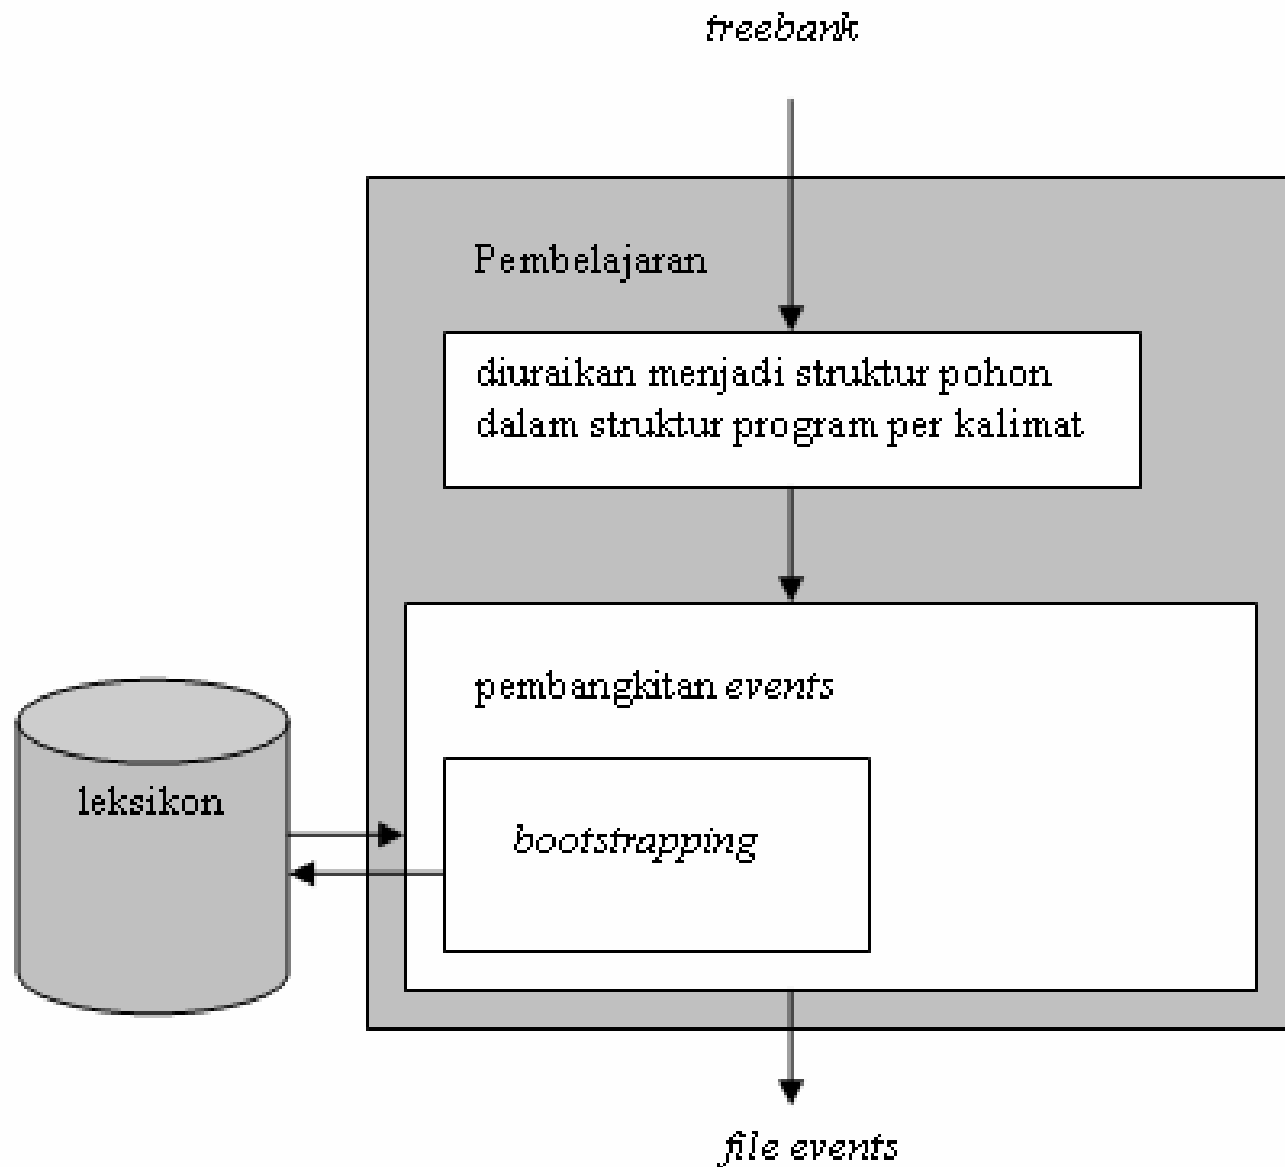 treebank
Pembelajaran
diuraikan menjadi struktur pohon
dalam struktur program per kalimat
pembangkitan events
leksikon
bootstrapping
file events